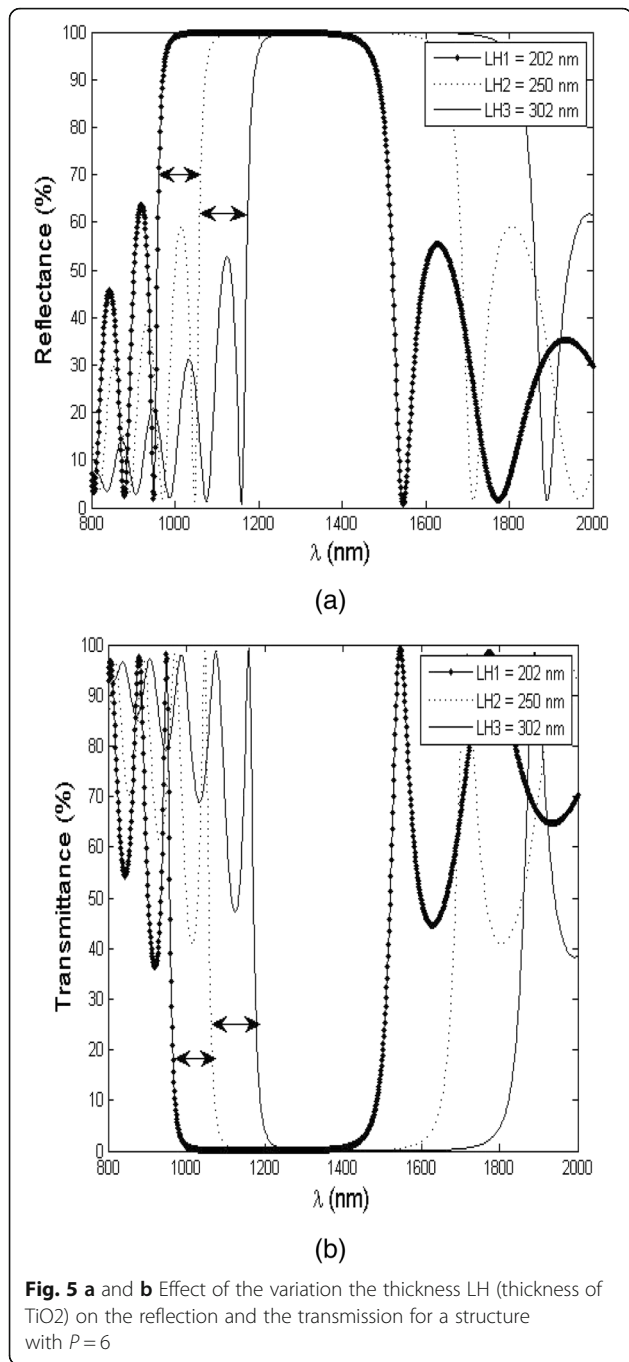 100
90
80
70
60
50
40
30
20
10
0
Reflectance (%)
LH1 = 202 nm
LH2 = 250 nm
LH3 = 302 nm
800 1000 1200 1400 1600 1800 2000
λ (nm)
(a)
100
90
80
70
60
50
40
30
20
10
0
Transmittance (%)
LH1 = 202 nm
LH2 = 250 nm
LH3 = 302 nm
800 1000 1200 1400 1600 1800 2000
λ (nm)
(b)
Fig. 5 a and b Effect of the variation the thickness LH (thickness of
TiO2) on the reflection and the transmission for a structure
with P = 6